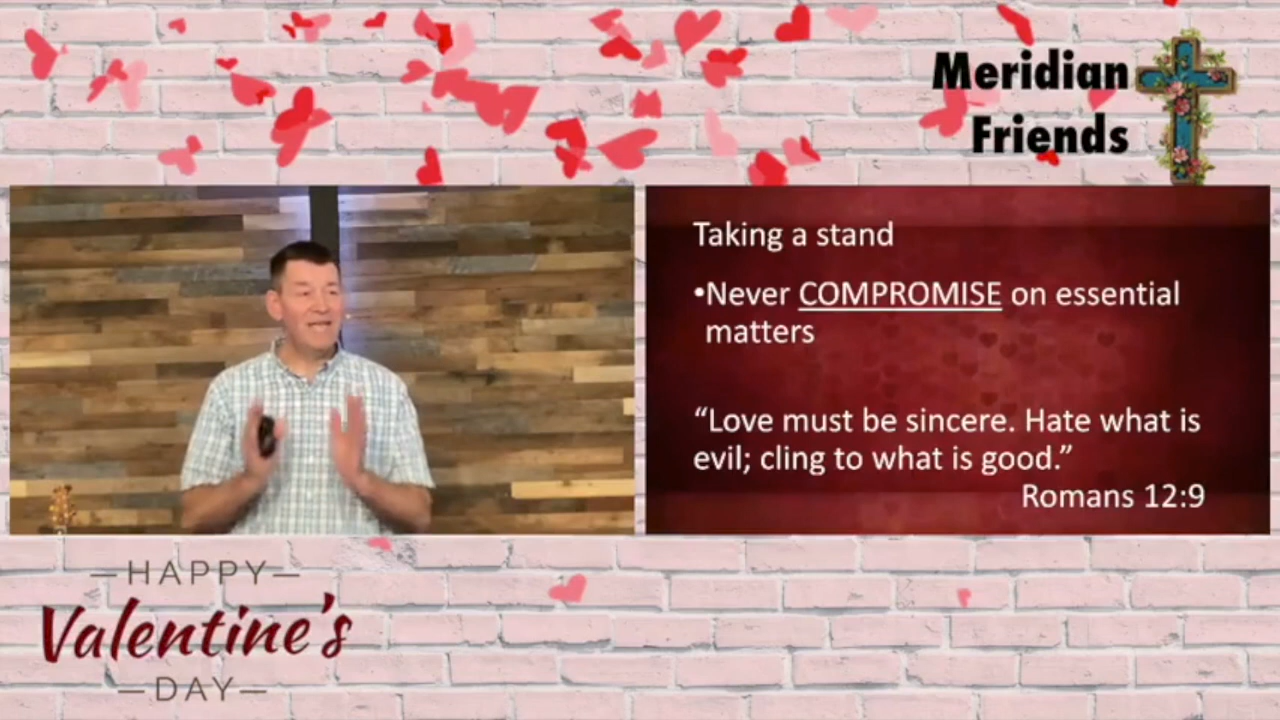 Meridian
Friends
Taking a stand
•Never COMPROMISE on essential
matters
“Love must be sincere. Hate what is
evil; cling to what is good.”
Romans 12:9
—HAPPY—
Valentine’s
—DAY—